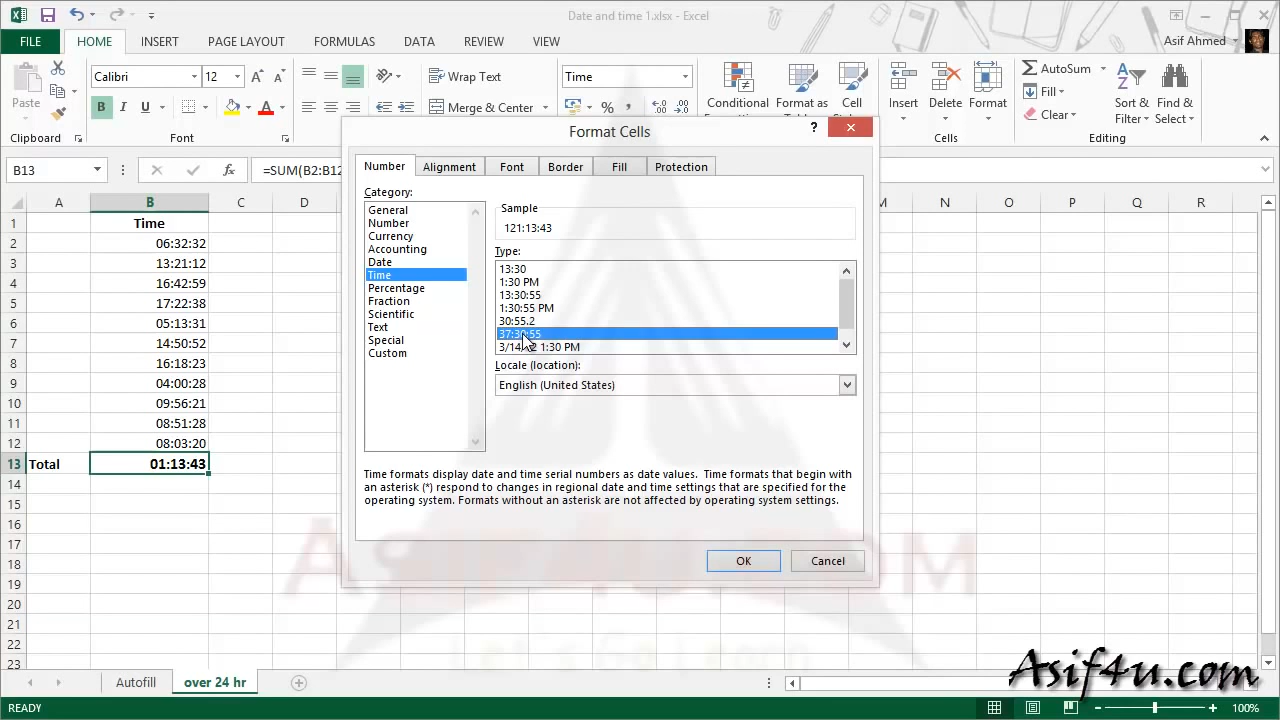 Date and time 1.xlsx - Excel
FILE HOME INSERT PAGE LAYOUT FORMULAS DATA REVIEW VIEW Asif Ahmed
Paste
Calibri 12
B I U A
Wrap Text
Merge & Center
Time
% ,
Conditional Format as Cell
Insert Delete Format
AutoSum
Fill
Clear
Sort & Find &
Filter Select
Clipboard Font Cells Editing
B13 =SUM(B2:B12
A B C D M N O P Q R
1 Time
2 06:32:32
3 13:21:12
4 16:42:59
5 17:22:38
6 05:13:31
7 14:50:52
8 16:18:23
9 04:00:28
10 09:56:21
11 08:51:28
12 08:03:20
13 Total 01:13:43
14
15
16
17
18
19
20
21
22
23
Format Cells
Number Alignment Font Border Fill Protection
Category:
General
Number
Currency
Accounting
Date
Time
Percentage
Fraction
Scientific
Text
Special
Custom
Sample
121:13:43
Type:
13:30
1:30 PM
13:30:55
1:30:55 PM
30:55.2
37:30:55
3/14/12 1:30 PM
Locale (location):
English (United States)
Time formats display date and time serial numbers as date values. Time formats that begin with
an asterisk (*) respond to changes in regional date and time settings that are specified for the
operating system. Formats without an asterisk are not affected by operating system settings.
OK Cancel
Asif4u.com
Let's Go Learn
Autofill over 24 hr
Asif4u.com
READY 100%